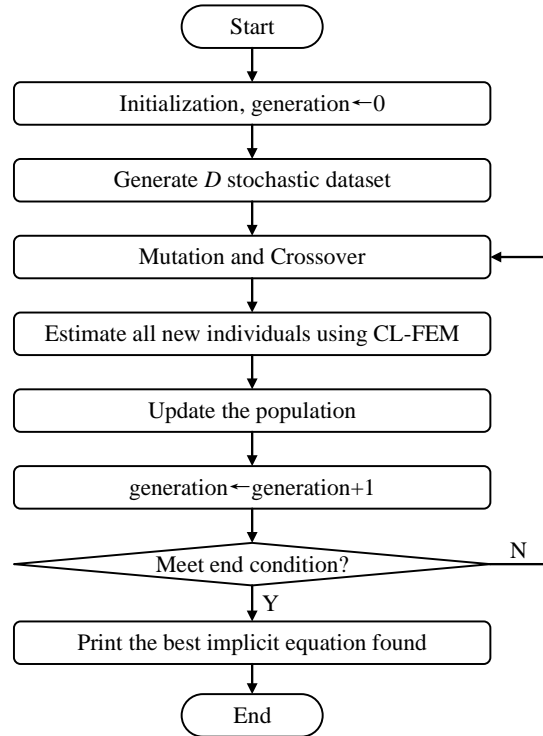 Start
Initialization, generation←0
Generate D stochastic dataset
Mutation and Crossover
Estimate all new individuals using CL-FEM
Update the population
generation←generation+1
Meet end condition?
N
Y
Print the best implicit equation found
End